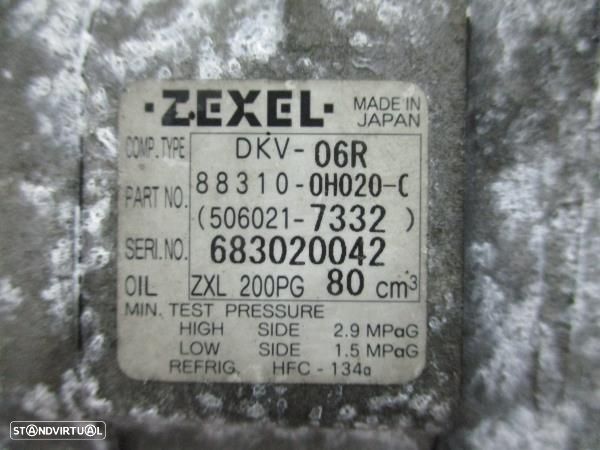 ·ZEXEL·
MADE IN
JAPAN
COMP. TYPE DKV-06R
PART NO. 88310-0H020-C
(506021-7332 )
SERI. NO. 683020042
OIL ZXL 200PG 80 cm³
MIN. TEST PRESSURE
HIGH SIDE 2.9 MPaG
LOW SIDE 1.5 MPaG
REFRIG. HFC - 134a
STANDVIRTUAL